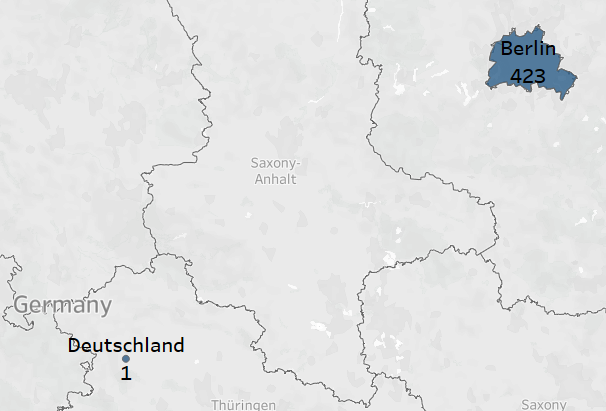 Berlin
423
Saxony-
Anhalt
Germany
Deutschland
1
Thüringen
Saxony